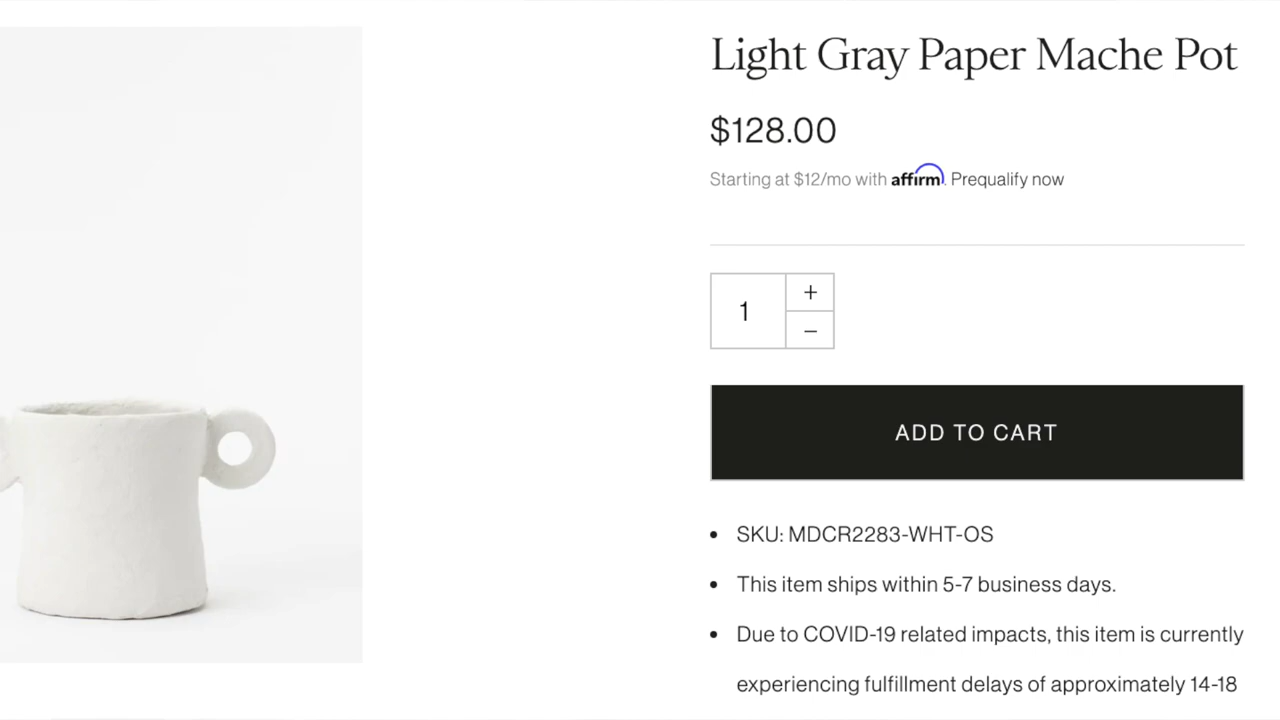 Light Gray Paper Mache Pot
$128.00
Starting at $12/mo with affirm. Prequalify now
1
+
−
ADD TO CART
• SKU: MDCR2283-WHT-OS
• This item ships within 5-7 business days.
• Due to COVID-19 related impacts, this item is currently
experiencing fulfillment delays of approximately 14-18